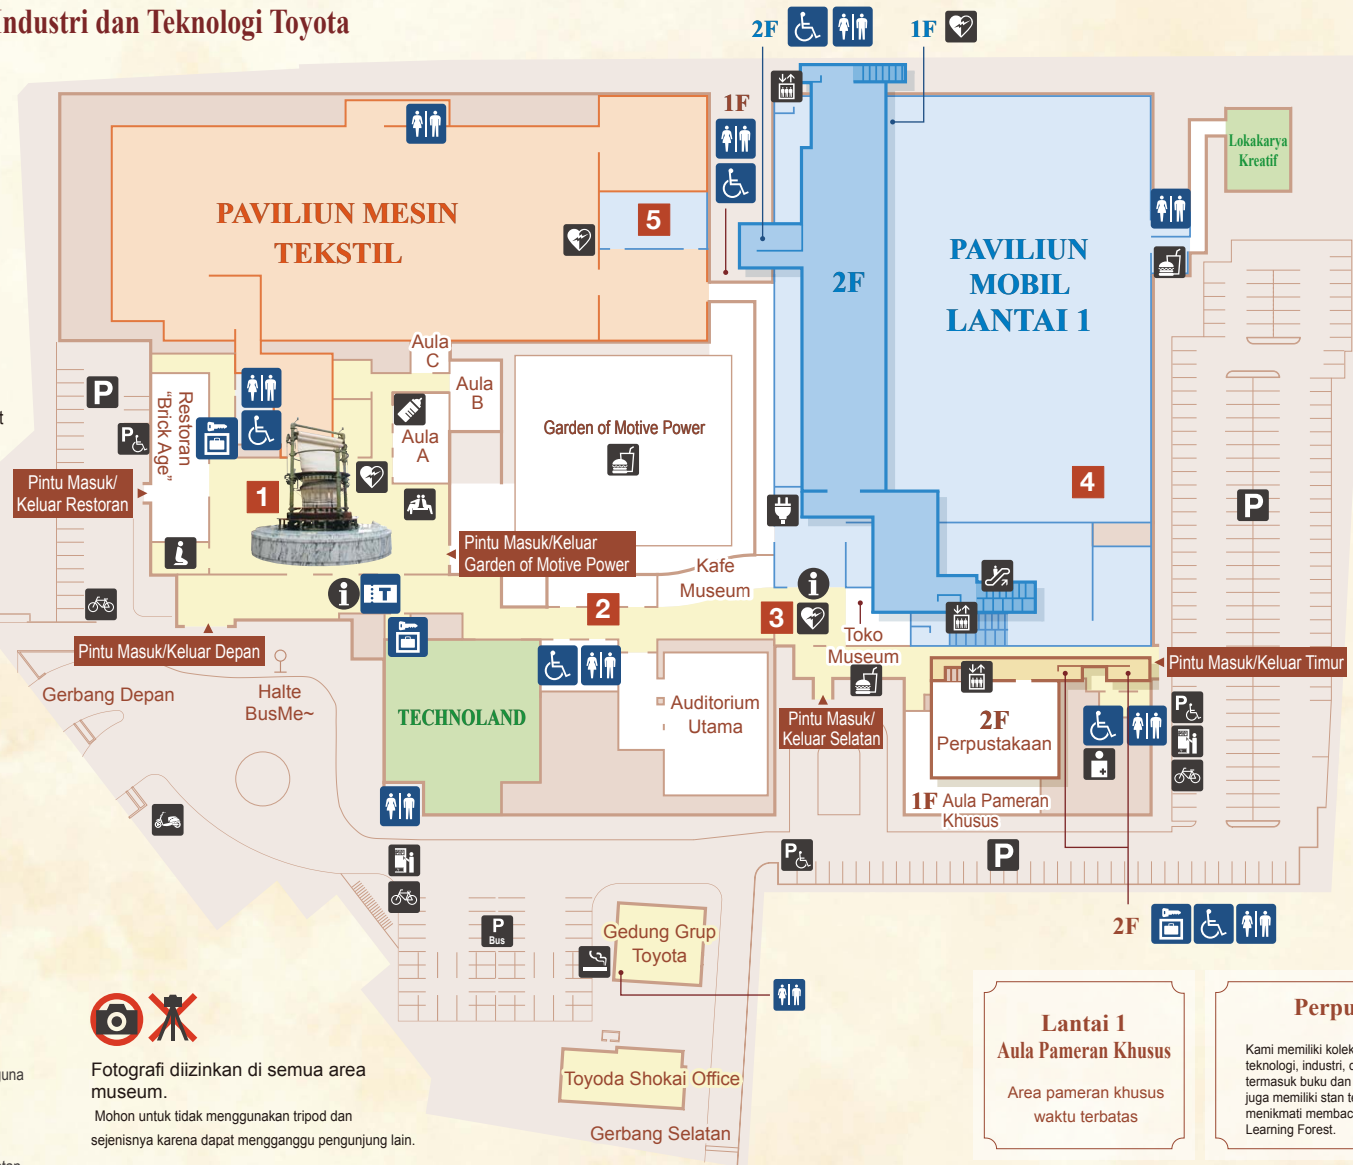 Industri dan Teknologi Toyota
2F
1F
1F
Lokakarya
Kreatif
PAVILIUN MESIN
TEKSTIL
5
2F
PAVILIUN
MOBIL
LANTAI 1
Aula
C
Aula
B
Aula
A
Restoran
"Brick Age"
P
P
Garden of Motive Power
4
P
Pintu Masuk/
Keluar Restoran
1
Pintu Masuk/Keluar
Garden of Motive Power
Kafe
Museum
i
T
2
i
3
Toko
Museum
Pintu Masuk/Keluar Depan
Pintu Masuk/Keluar Timur
Gerbang Depan
Halte
BusMe~
TECHNOLAND
Auditorium
Utama
Pintu Masuk/
Keluar Selatan
2F
Perpustakaan
P
1F Aula Pameran
Khusus
P
P
2F
P
Bus
Gedung Grup
Toyota
Toyoda Shokai Office
Gerbang Selatan
Fotografi diizinkan di semua area
museum.
Mohon untuk tidak menggunakan tripod dan
sejenisnya karena dapat mengganggu pengunjung lain.
Lantai 1
Aula Pameran Khusus
Area pameran khusus
waktu terbatas
Kami memiliki
teknologi, industri,
termasuk buku dan
juga memiliki stan
menikmati
Learning Forest.